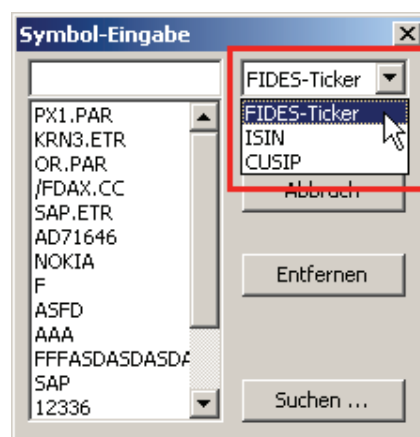 Symbol-Eingabe
FIDES-Ticker
FIDES-Ticker
ISIN
CUSIP
Abbruch
PX1.PAR
KRN3.ETR
OR.PAR
/FDAX.CC
SAP.ETR
AD71646
NOKIA
F
ASFD
AAA
FFFASDASDASDA
SAP
12336
Entfernen
Suchen ...